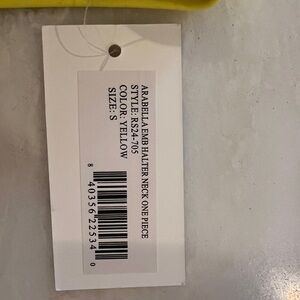 ARABELLA EMB HALTER NECK ONE PIECE
STYLE: RS24-705
COLOR: YELLOW
SIZE: S
8 40356 22534 0